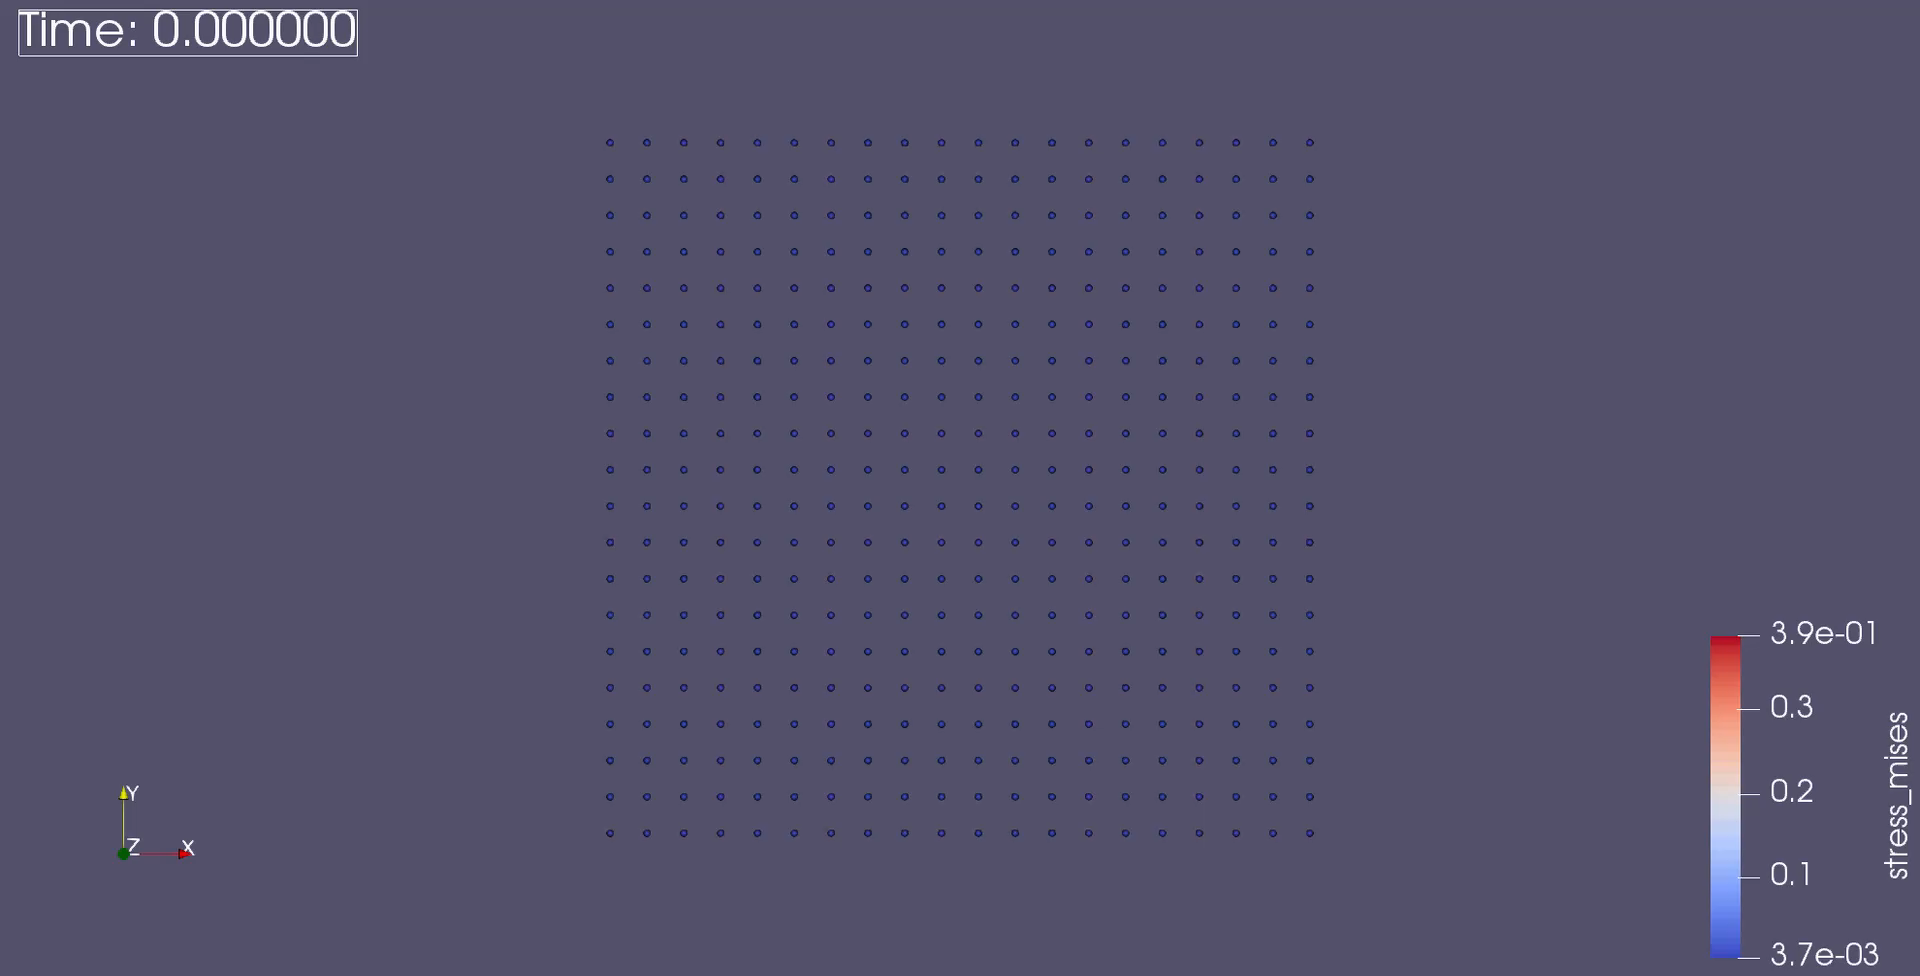 Time: 0.000000
3.9e-01
0.3
0.2
0.1
3.7e-03
stress_mises
Y
Z
X